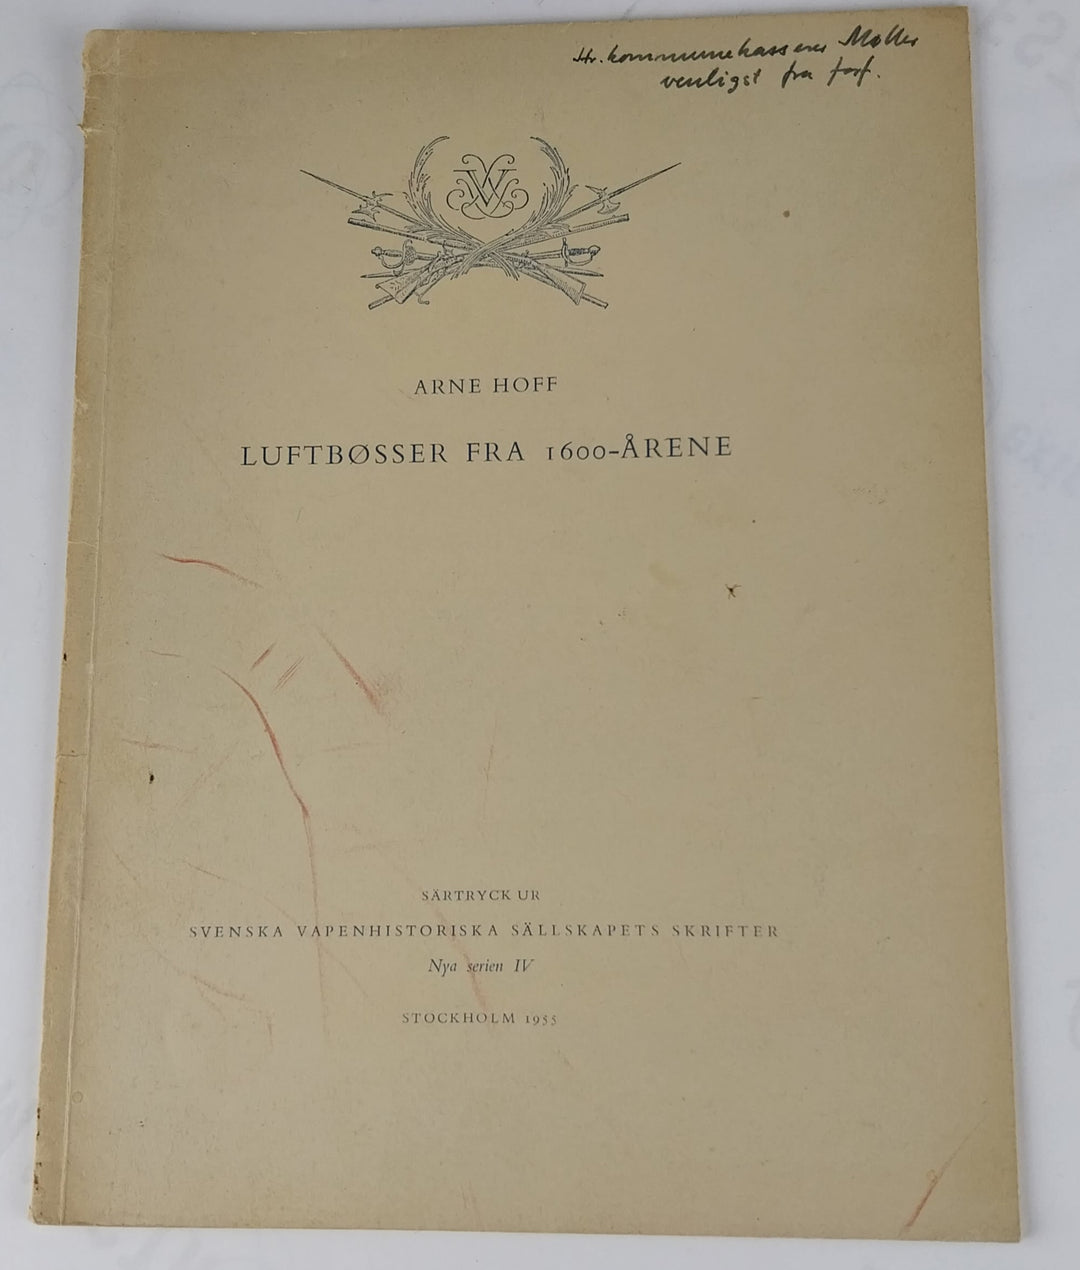 Hr. kommunekasserer Møller
venligst fra forf.
ARNE HOFF
LUFTBØSSER FRA 1600-ÅRENE
SÄRTRYCK UR
SVENSKA VAPENHISTORISKA SÄLLSKAPETS SKRIFTER
Nya serien IV
STOCKHOLM 1955